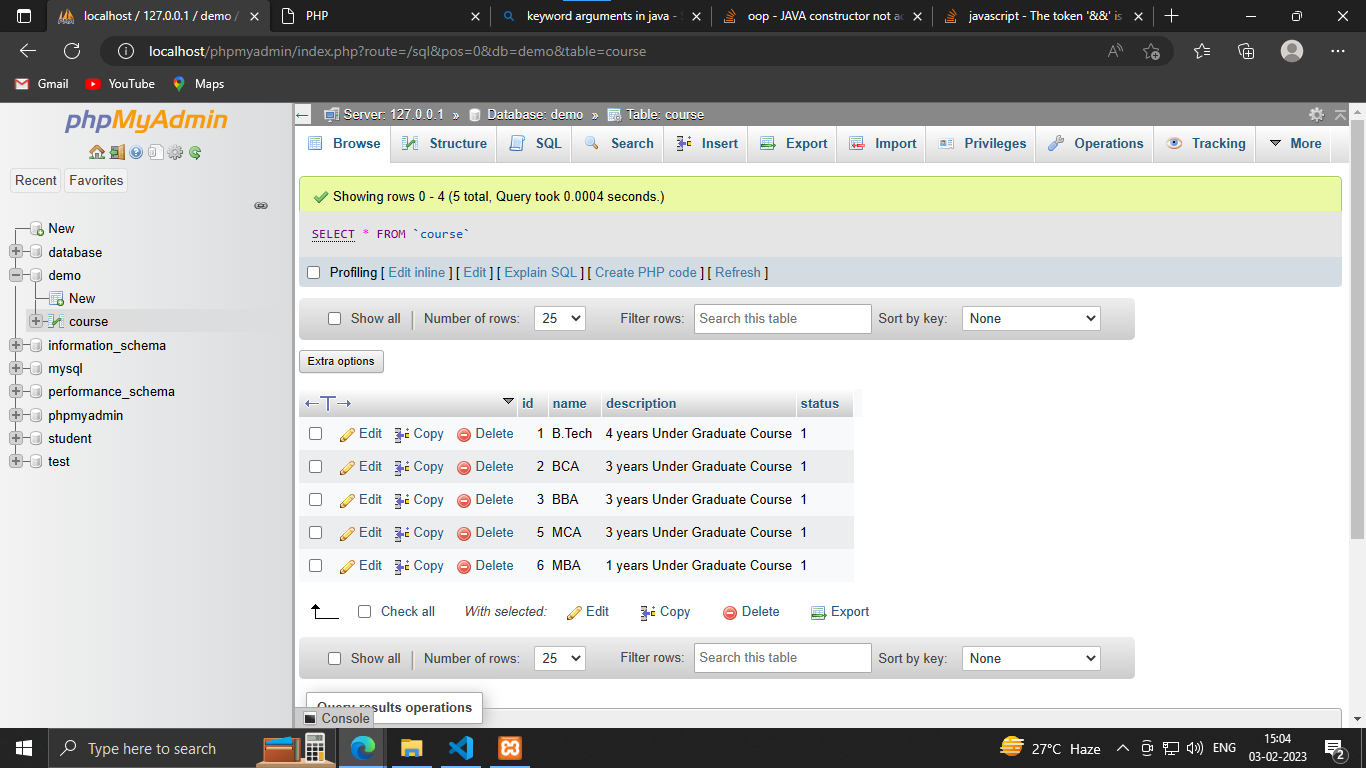 localhost / 127.0.0.1 / demo /
PHP
keyword arguments in java - S
oop - JAVA constructor not ac
javascript - The token '&&' is
localhost/phpmyadmin/index.php?route=/sql&pos=0&db=demo&table=course
Gmail
YouTube
Maps
phpMyAdmin
Recent
Favorites
New
database
demo
New
course
information_schema
mysql
performance_schema
phpmyadmin
student
test
Server: 127.0.0.1 » Database: demo » Table: course
Browse Structure SQL Search Insert Export Import Privileges Operations Tracking More
Showing rows 0 - 4 (5 total, Query took 0.0004 seconds.)
SELECT * FROM `course`
Profiling [ Edit inline ] [ Edit ] [ Explain SQL ] [ Create PHP code ] [ Refresh ]
Show all | Number of rows: 25 Filter rows: Search this table Sort by key: None
Extra options
←T→ id name description status
Edit Copy Delete 1 B.Tech 4 years Under Graduate Course 1
Edit Copy Delete 2 BCA 3 years Under Graduate Course 1
Edit Copy Delete 3 BBA 3 years Under Graduate Course 1
Edit Copy Delete 5 MCA 3 years Under Graduate Course 1
Edit Copy Delete 6 MBA 1 years Under Graduate Course 1
Check all With selected: Edit Copy Delete Export
Show all | Number of rows: 25 Filter rows: Search this table Sort by key: None
Query results operations
Console
Type here to search
27°C Haze
ENG
15:04
03-02-2023
2